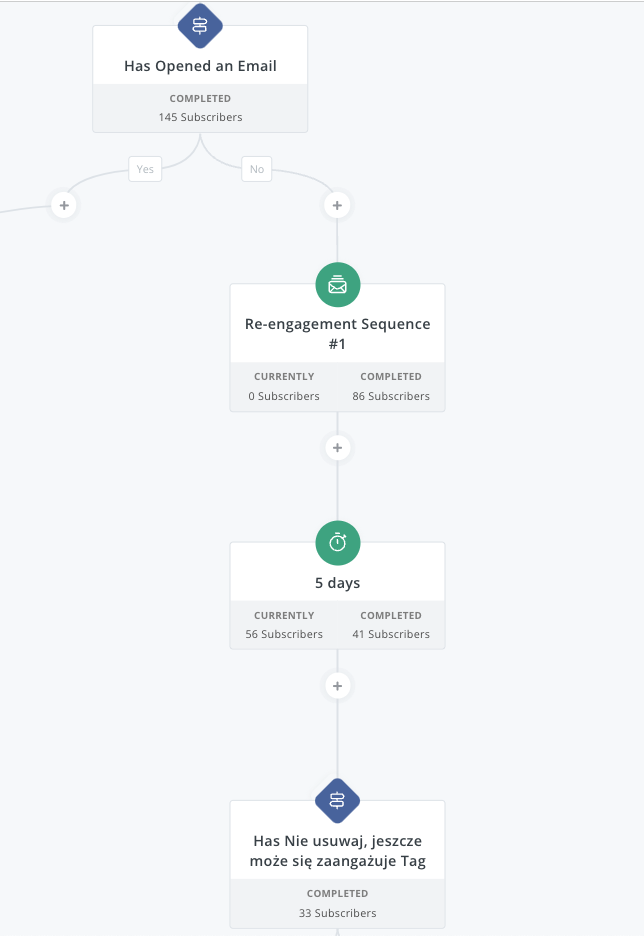 Has Opened an Email
COMPLETED
145 Subscribers
Yes
No
Re-engagement Sequence
#1
CURRENTLY COMPLETED
0 Subscribers 86 Subscribers
5 days
CURRENTLY COMPLETED
56 Subscribers 41 Subscribers
Has Nie usuwaj, jeszcze
może się zaangażuje Tag
COMPLETED
33 Subscribers